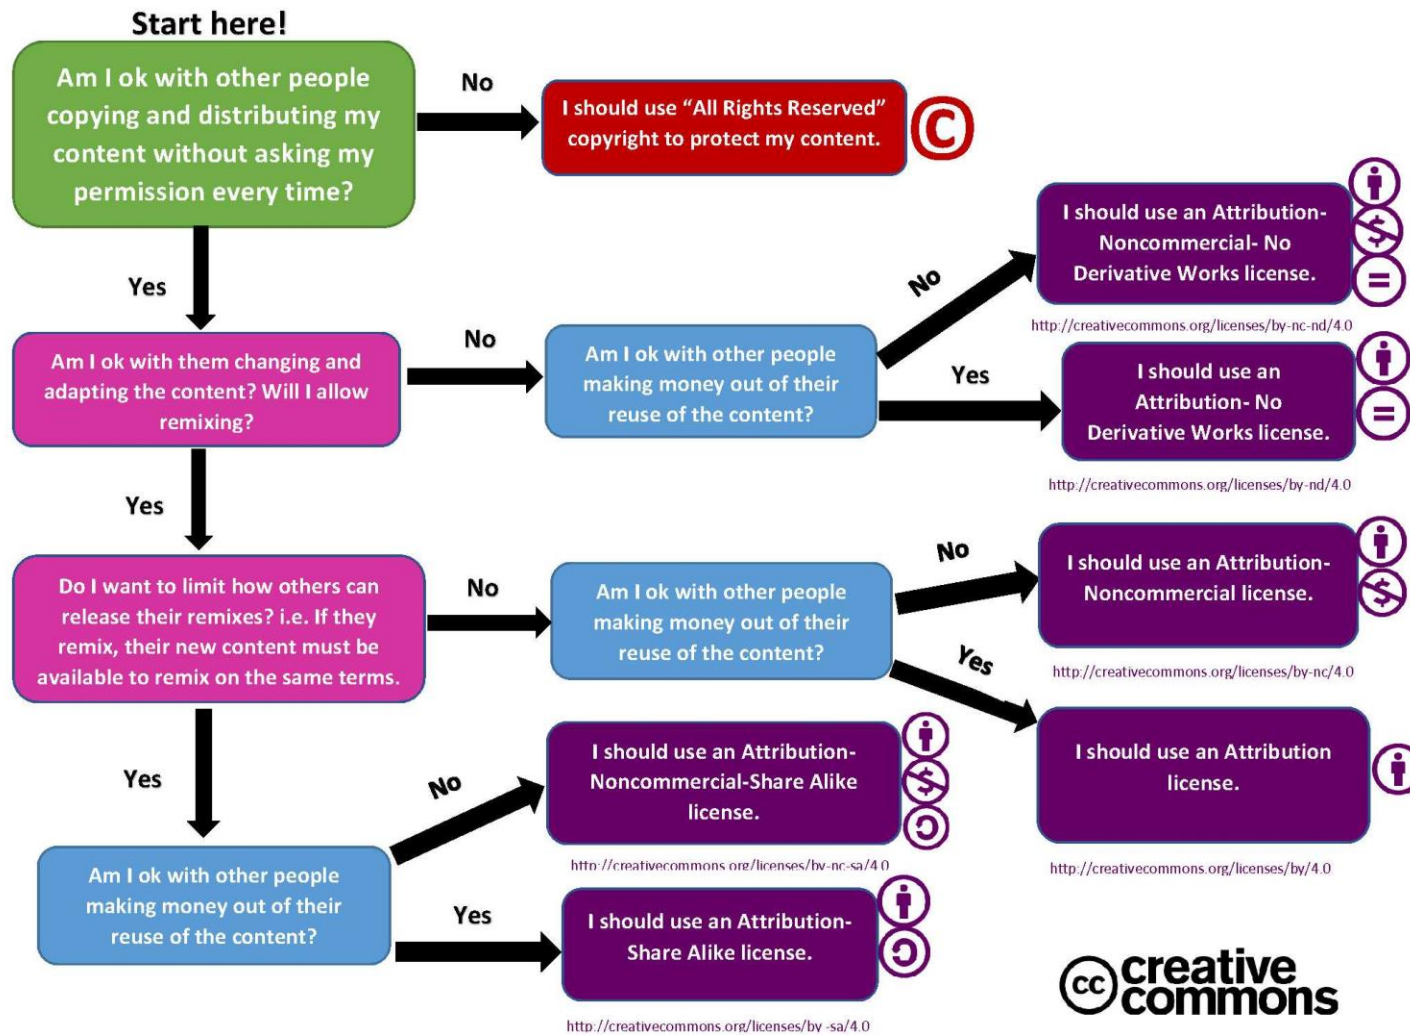 Start here!
Am I ok with other people
copying and distributing my
content without asking my
permission every time?
No
I should use “All Rights Reserved”
copyright to protect my content.
©
Yes
Am I ok with them changing and
adapting the content? Will I allow
remixing?
No
Am I ok with other people
making money out of their
reuse of the content?
No
I should use an Attribution-
Noncommercial- No
Derivative Works license.
$
=
http://creativecommons.org/licenses/by-nc-nd/4.0
Yes
I should use an
Attribution- No
Derivative Works license.
=
http://creativecommons.org/licenses/by-nd/4.0
Yes
Do I want to limit how others can
release their remixes? i.e. If they
remix, their new content must be
available to remix on the same terms.
No
Am I ok with other people
making money out of their
reuse of the content?
No
I should use an Attribution-
Noncommercial license.
$
http://creativecommons.org/licenses/by-nc/4.0
Yes
I should use an Attribution
license.
http://creativecommons.org/licenses/by/4.0
Yes
Am I ok with other people
making money out of their
reuse of the content?
No
I should use an Attribution-
Noncommercial-Share Alike
license.
$
http://creativecommons.org/licenses/by-nc-sa/4.0
Yes
I should use an Attribution-
Share Alike license.
http://creativecommons.org/licenses/by -sa/4.0
cc creative
commons